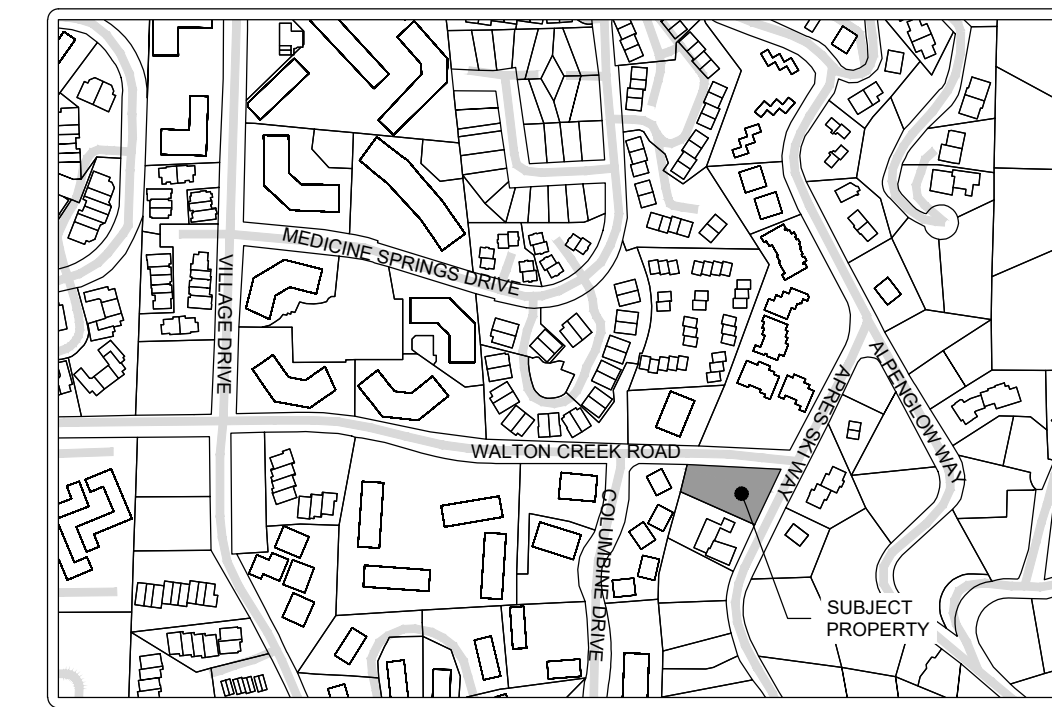 MEDICINE SPRINGS DRIVE
VILLAGE DRIVE
ALPENGLOW WAY
APRES SKI WAY
WALTON CREEK ROAD
COLUMBINE DRIVE
SUBJECT
PROPERTY